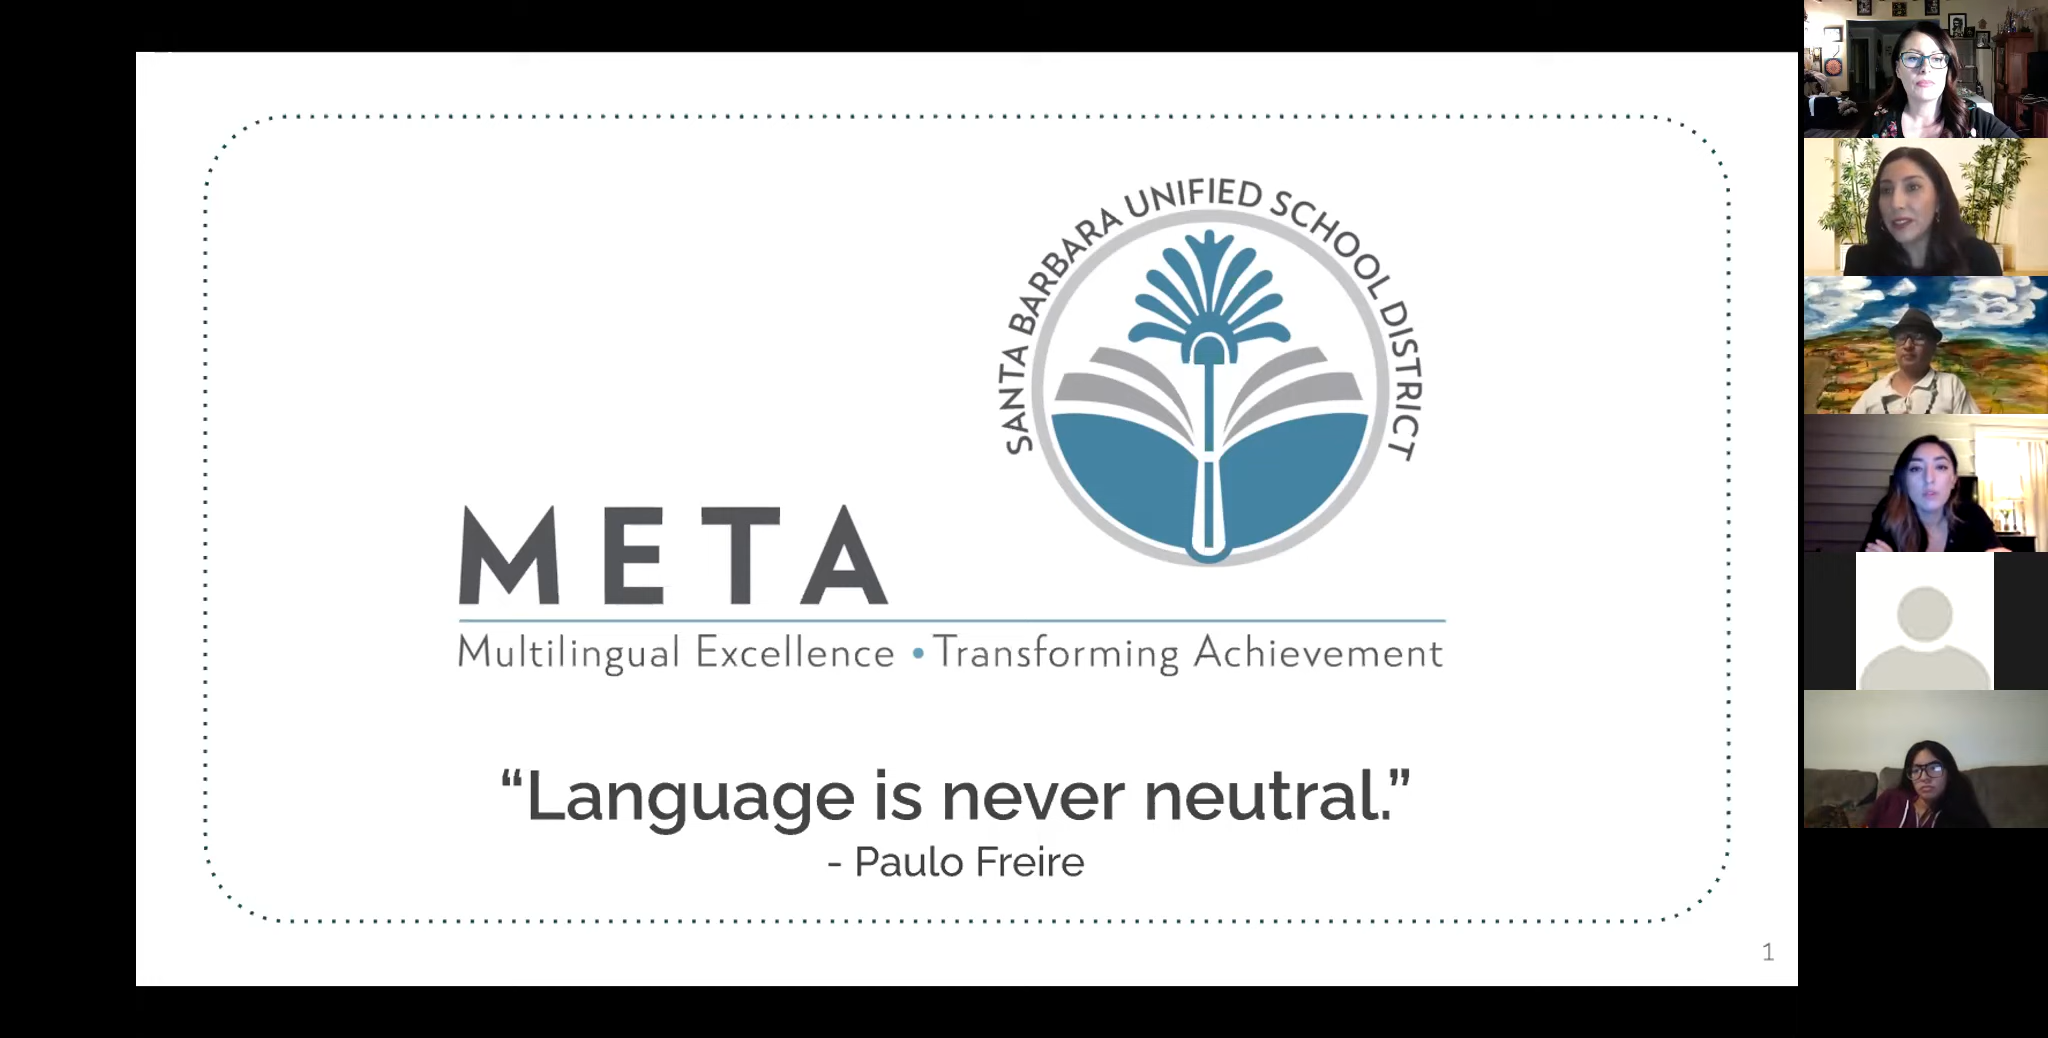 SANTA BARBARA UNIFIED SCHOOL DISTRICT
META
Multilingual Excellence • Transforming Achievement
“Language is never neutral.”
- Paulo Freire
1